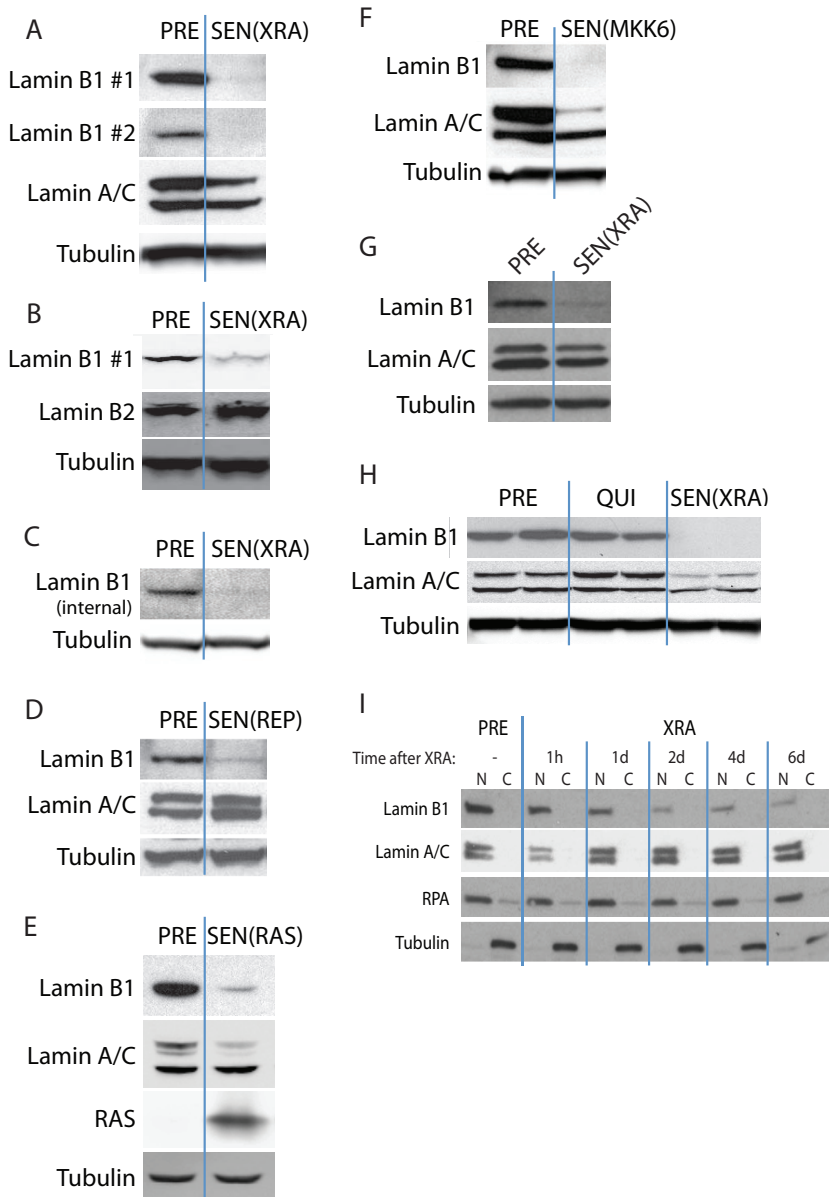 A
PRE SEN(XRA)
Lamin B1 #1
Lamin B1 #2
Lamin A/C
Tubulin
B
PRE SEN(XRA)
Lamin B1 #1
Lamin B2
Tubulin
C
PRE SEN(XRA)
Lamin B1
(internal)
Tubulin
D
PRE SEN(REP)
Lamin B1
Lamin A/C
Tubulin
E
PRE SEN(RAS)
Lamin B1
Lamin A/C
RAS
Tubulin
F
PRE SEN(MKK6)
Lamin B1
Lamin A/C
Tubulin
G
PRE SEN(XRA)
Lamin B1
Lamin A/C
Tubulin
H
PRE QUI SEN(XRA)
Lamin B1
Lamin A/C
Tubulin
I
PRE XRA
Time after XRA: - 1h 1d 2d 4d 6d
N C N C N C N C N C N C
Lamin B1
Lamin A/C
RPA
Tubulin